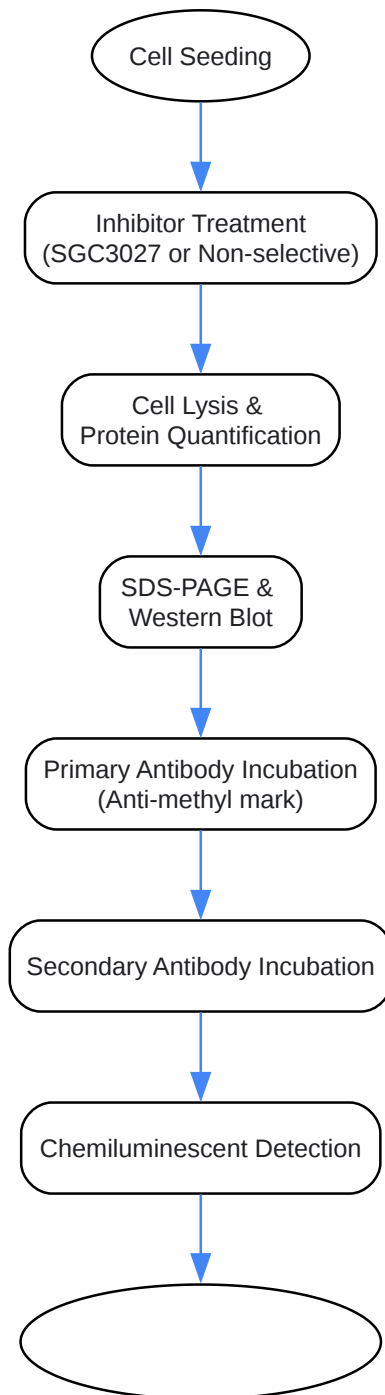 Cell Seeding
Inhibitor Treatment
(SGC3027 or Non-selective)
Cell Lysis &
Protein Quantification
SDS-PAGE &
Western Blot
Primary Antibody Incubation
(Anti-methyl mark)
Secondary Antibody Incubation
Chemiluminescent Detection